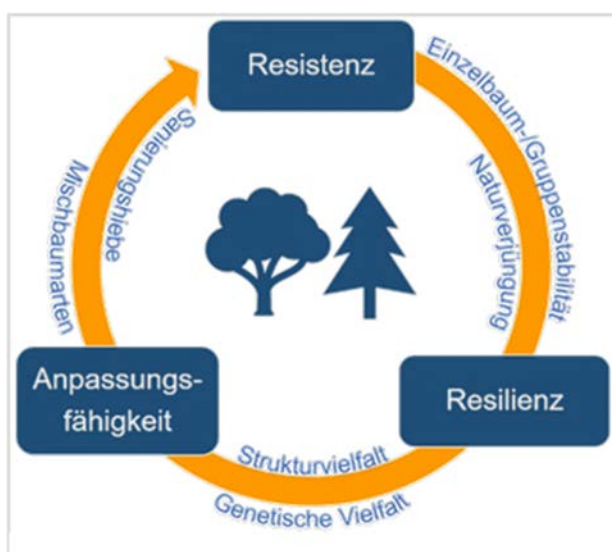 Resistenz
Einzelbaum-/Gruppenstabilität
Naturverjüngung
Resilienz
Strukturvielfalt
Genetische Vielfalt
Anpassungs-
fähigkeit
Mischbaumarten
Sanierungshiebe